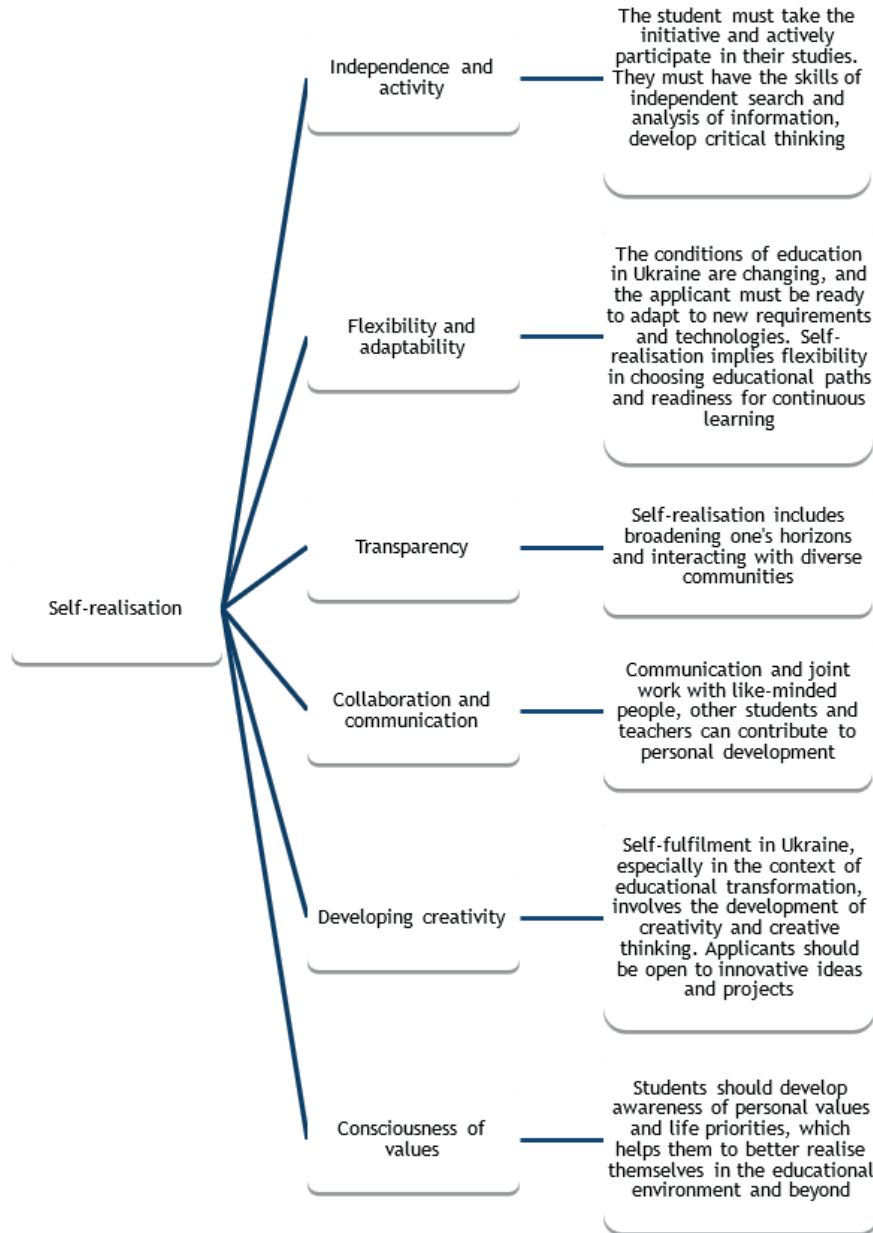 Self-realisation
Independence and
activity
The student must take the
initiative and actively
participate in their studies.
They must have the skills of
independent search and
analysis of information,
develop critical thinking
Flexibility and
adaptability
The conditions of education
in Ukraine are changing, and
the applicant must be ready
to adapt to new requirements
and technologies. Self-
realisation implies flexibility
in choosing educational paths
and readiness for continuous
learning
Transparency
Self-realisation includes
broadening one's horizons
and interacting with diverse
communities
Collaboration and
communication
Communication and joint
work with like-minded
people, other students and
teachers can contribute to
personal development
Developing creativity
Self-fulfilment in Ukraine,
especially in the context of
educational transformation,
involves the development of
creativity and creative
thinking. Applicants should
be open to innovative ideas
and projects
Consciousness of
values
Students should develop
awareness of personal values
and life priorities, which
helps them to better realise
themselves in the educational
environment and beyond